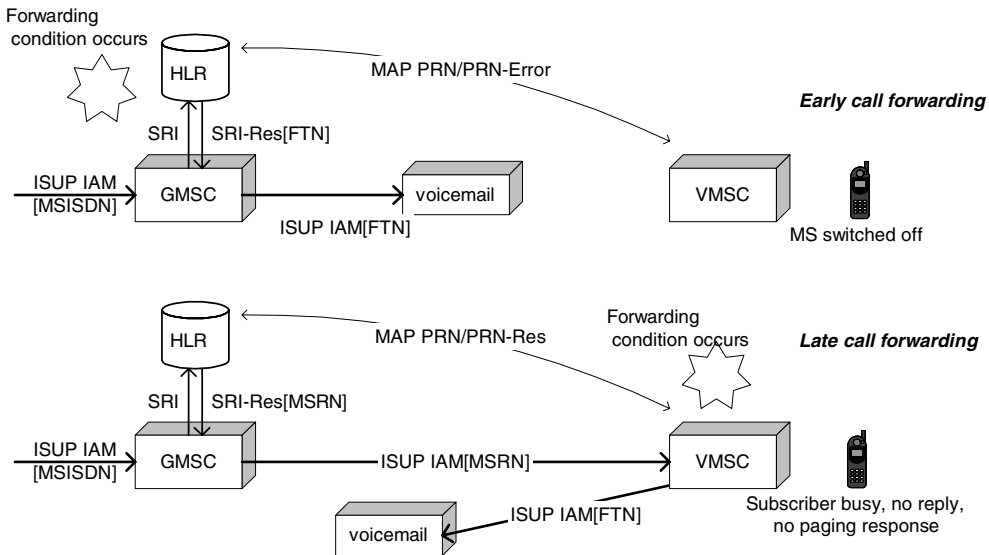 Forwarding
condition occurs
HLR
MAP PRN/PRN-Error
Early call forwarding
SRI
SRI-Res[FTN]
ISUP IAM
[MSISDN]
GMSC
voicemail
VMSC
ISUP IAM[FTN]
MS switched off
HLR
MAP PRN/PRN-Res
Forwarding
condition occurs
Late call forwarding
SRI
SRI-Res[MSRN]
ISUP IAM
[MSISDN]
GMSC
ISUP IAM[MSRN]
VMSC
ISUP IAM[FTN]
voicemail
Subscriber busy, no reply,
no paging response